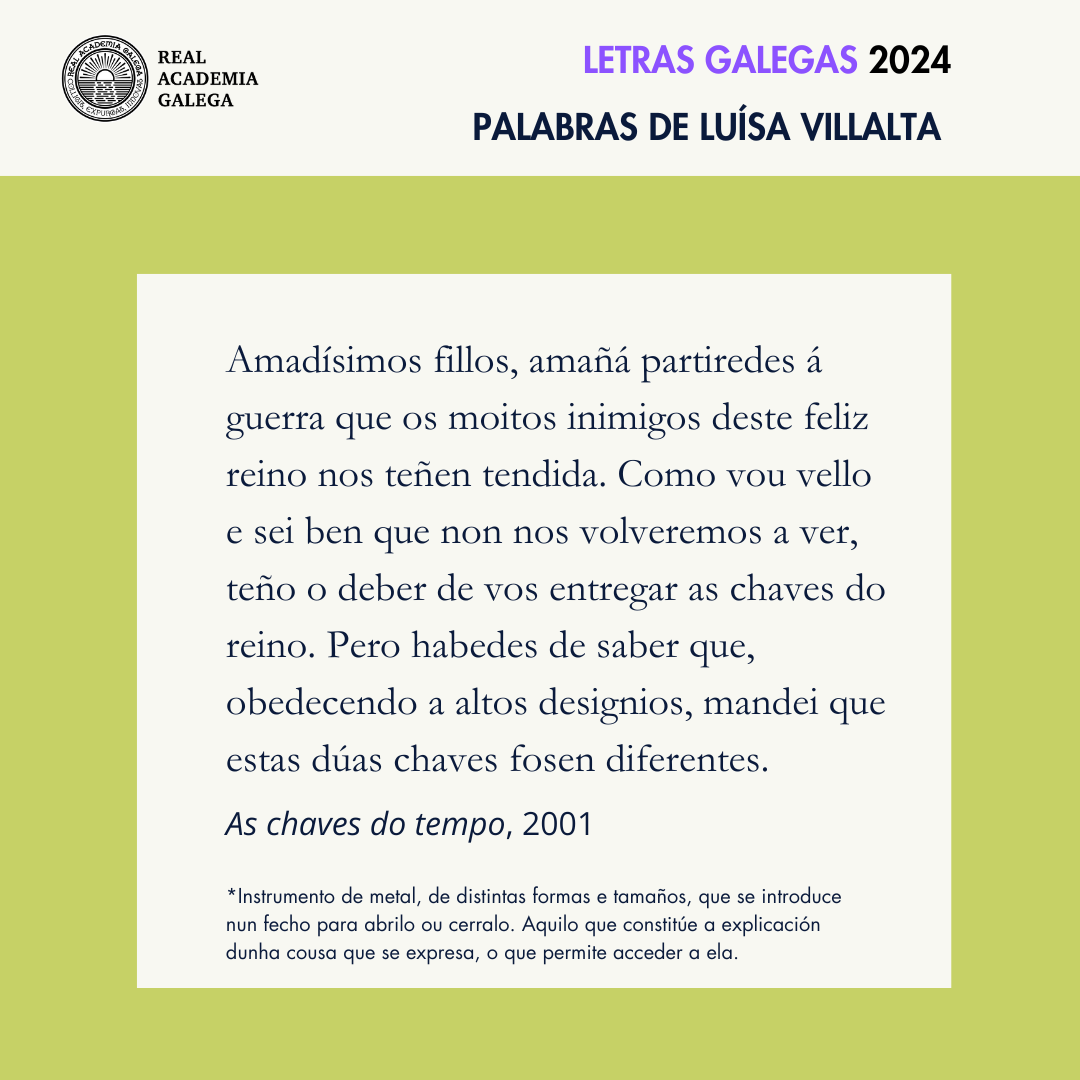 REAL
ACADEMIA
GALEGA
LETRAS GALEGAS 2024
PALABRAS DE LUÍSA VILLALTA
Amadísimos fillos, amañá partiredes á
guerra que os moitos inimigos deste feliz
reino nos teñen tendida. Como vou vello
e sei ben que non nos volveremos a ver,
teño o deber de vos entregar as chaves do
reino. Pero habedes de saber que,
obedecendo a altos designios, mandei que
estas dúas chaves fosen diferentes.
As chaves do tempo, 2001
*Instrumento de metal, de distintas formas e tamaños, que se introduce
nun fecho para abrilo ou cerralo. Aquilo que constitúe a explicación
dunha cousa que se expresa, o que permite acceder a ela.